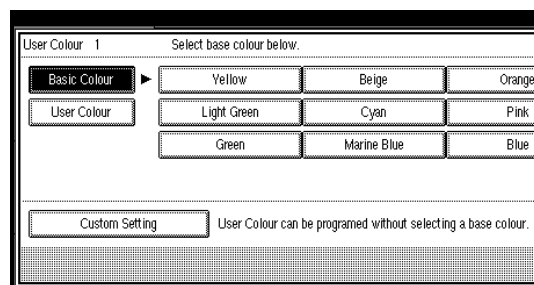 User Colour 1 Select base colour below.
Basic Colour Yellow Beige Orange
User Colour Light Green Cyan Pink
Green Marine Blue Blue
Custom Setting User Colour can be programed without selecting a base colour.